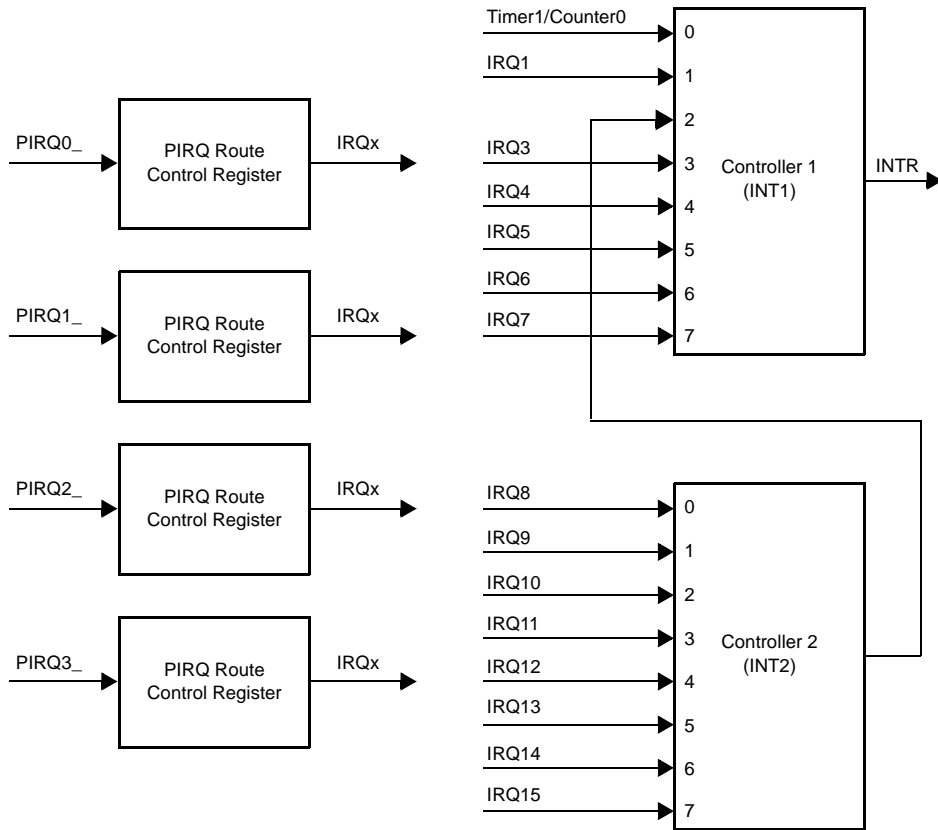 PIRQ0_
PIRQ Route
Control Register
IRQx
PIRQ1_
PIRQ Route
Control Register
IRQx
PIRQ2_
PIRQ Route
Control Register
IRQx
PIRQ3_
PIRQ Route
Control Register
IRQx
Timer1/Counter0
0
IRQ1
1
2
IRQ3
3
IRQ4
4
IRQ5
5
IRQ6
6
IRQ7
7
Controller 1
(INT1)
INTR
IRQ8
0
IRQ9
1
IRQ10
2
IRQ11
3
IRQ12
4
IRQ13
5
IRQ14
6
IRQ15
7
Controller 2
(INT2)